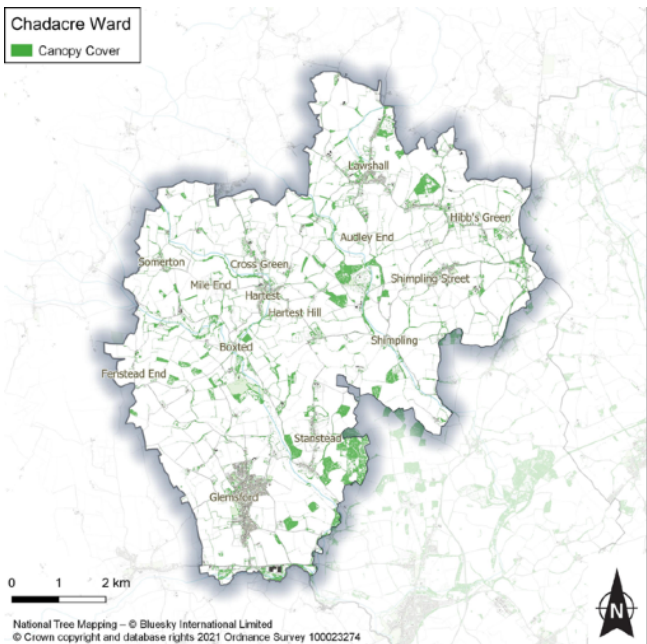 Chadacre Ward
Canopy Cover
Lawshall
Hibb's Green
Audley End
Somerton
Cross Green
Shimpling Street
Mile End
Hartest
Hartest Hill
Boxted
Shimpling
Fenstead End
Stanstead
Glemsford
0 1 2 km
N
National Tree Mapping – © Bluesky International Limited
© Crown copyright and database rights 2021 Ordnance Survey 100023274